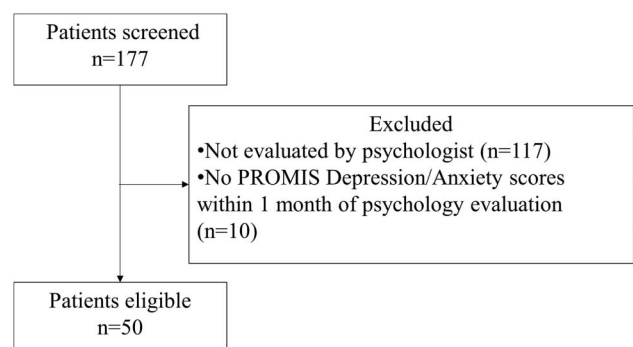 Patients screened
n=177
Excluded
•Not evaluated by psychologist (n=117)
•No PROMIS Depression/Anxiety scores
within 1 month of psychology evaluation
(n=10)
Patients eligible
n=50